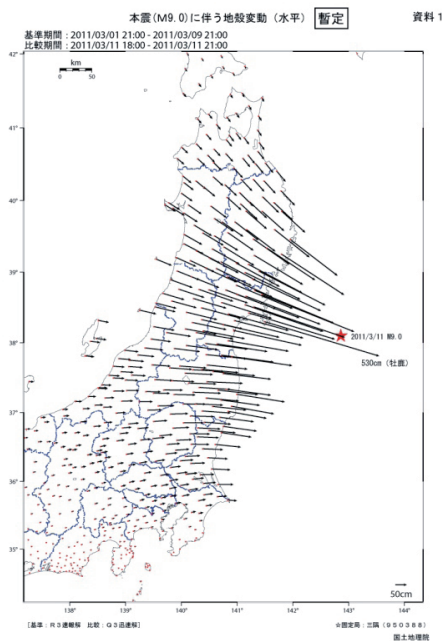 本震(M9.0)に伴う地殻変動（水平） 暫定 資料１
基準期間：2011/03/01 21:00 - 2011/03/09 21:00
比較期間：2011/03/11 18:00 - 2011/03/11 21:00
km
0 50
42°
41°
40°
39°
2011/3/11 M9.0
38°
530cm（牡鹿）
37°
36°
35°
50cm
138° 139° 140° 141° 142° 143° 144°
［基準：Ｒ３速報解 比較：Ｑ３迅速解］ ☆固定局：三隅（９５０３８８）
国土地理院